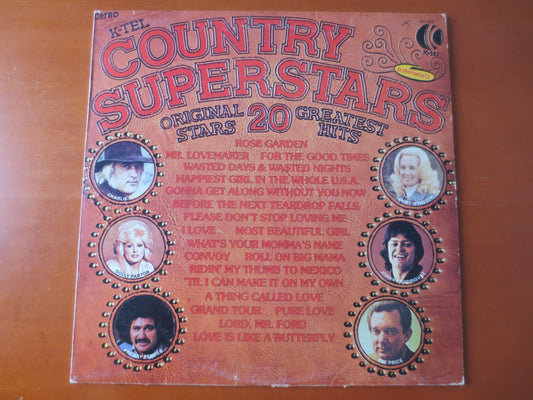 stereo
K-TEL
COUNTRY
SUPERSTARS
K-tel
ORIGINAL STARS 20 GREATEST HITS
ROSE GARDEN
MR. LOVEMAKER FOR THE GOOD TIMES
WASTED DAYS & WASTED NIGHTS
HAPPIEST GIRL IN THE WHOLE U.S.A.
GONNA GET ALONG WITHOUT YOU NOW
BEFORE THE NEXT TEARDROP FALLS
PLEASE DON'T STOP LOVING ME
I LOVE MOST BEAUTIFUL GIRL
WHAT'S YOUR MOMMA'S NAME
CONVOY ROLL ON BIG MAMA
RIDIN' MY THUMB TO MEXICO
'TIL I CAN MAKE IT ON MY OWN
A THING CALLED LOVE
GRAND TOUR PURE LOVE
LORD, MR. FORD
LOVE IS LIKE A BUTTERFLY
CHARLIE
DOLLY PARTON
PRICE